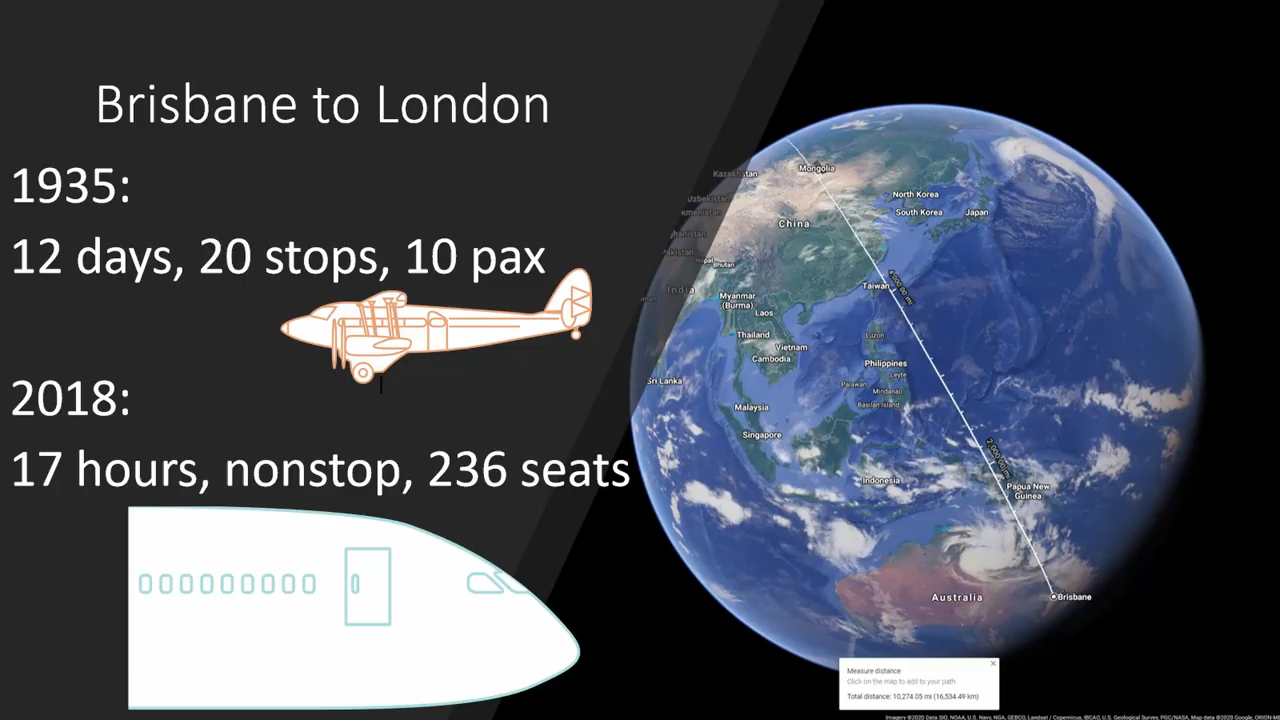 Brisbane to London
1935:
12 days, 20 stops, 10 pax
2018:
17 hours, nonstop, 236 seats
Mongolia
Kazakhstan
North Korea
South Korea
Japan
China
Nepal
Bhutan
India
Taiwan
Myanmar
(Burma)
Laos
Luzon
Thailand
Vietnam
Cambodia
Philippines
Leyte
Sri Lanka
Palawan
Mindanao
Basilan Island
Malaysia
Singapore
Indonesia
Papua New
Guinea
Australia
Brisbane
Measure distance
Click on the map to add to your path
Total distance: 10,274.05 mi (16,534.49 km)